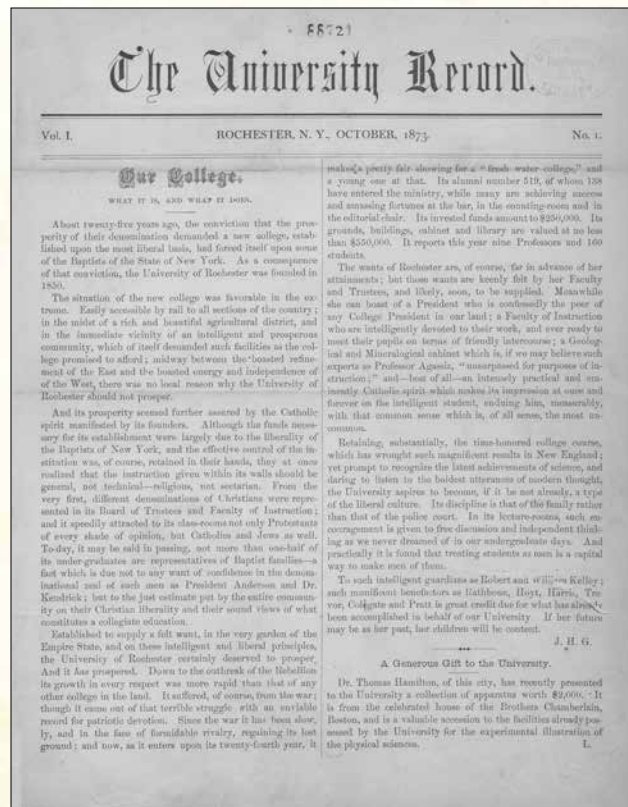 88721
The University Record.
Vol. I.
ROCHESTER, N. Y., OCTOBER, 1873.
No. 1.
Our College.
WHAT IT IS, AND WHAT IT DOES.
About twenty-five years ago, the conviction that the pros-
perity of their denomination demanded a new college, estab-
lished upon the most liberal basis, had forced itself upon some
of the Baptists of the State of New York. As a consequence
of that conviction, the University of Rochester was founded in
1850.
The situation of the new college was favorable in the ex-
treme. Easily accessible by rail to all sections of the country;
in the midst of a rich and beautiful agricultural district, and
in the immediate vicinity of an intelligent and prosperous
community, which of itself demanded such facilities as the col-
lege promised to afford; midway between the boasted refine-
ment of the East and the boasted energy and independence of
of the West, there was no local reason why the University of
Rochester should not prosper.
And its prosperity seemed further assured by the Catholic
spirit manifested by its founders. Although the funds neces-
sary for its establishment were largely due to the liberality of
the Baptists of New York, and the effective control of the in-
stitution was, of course, retained in their hands, they at once
realized that the instruction given within its walls should be
general, not technical—religious, not sectarian. From the
very first, different denominations of Christians were repre-
sented in its Board of Trustees and Faculty of Instruction;
and it speedily attracted to its class-rooms not only Protestants
of every shade of opinion, but Catholics and Jews as well.
To-day, it may be said in passing, not more than one-half of
its under-graduates are representatives of Baptist families—a
fact which is due not to any want of confidence in the denom-
inational zeal of such men as President Anderson and Dr.
Kendrick; but to the just estimate put by the entire commun-
ity on their Christian liberality and their sound views of what
constitutes a collegiate education.
Established to supply a felt want, in the very garden of the
Empire State, and on these intelligent and liberal principles,
the University of Rochester certainly deserved to prosper.
And it has prospered. Down to the outbreak of the Rebellion
its growth in every respect was more rapid than that of any
other college in the land. It suffered, of course, from the war;
though it came out of that terrible struggle with an enviable
record for patriotic devotion. Since the war it has been slow-
ly, and in the face of formidable rivalry, regaining its lost
ground; and now, as it enters upon its twenty-fourth year, it
makes a pretty fair showing for a "fresh water college," and
a young one at that. Its alumni number 519, of whom 138
have entered the ministry, while many are achieving success
and amassing fortunes at the bar, in the counting-room and in
the editorial chair. Its invested funds amount to $250,000. Its
grounds, buildings, cabinet and library are valued at no less
than $550,000. It reports this year nine Professors and 160
students.
The wants of Rochester are, of course, far in advance of her
attainments; but those wants are keenly felt by her Faculty
and Trustees, and likely, soon, to be supplied. Meanwhile
she can boast of a President who is confessedly the peer of
any College President in our land; a Faculty of Instruction
who are intelligently devoted to their work, and ever ready to
meet their pupils on terms of friendly intercourse; a Geolog-
ical and Mineralogical cabinet which is, if we may believe such
experts as Professor Agassiz, "unsurpassed for purposes of in-
struction;" and—best of all—an intensely practical and em-
inently Catholic spirit which makes its impression at once and
forever on the intelligent student, enduing him, measurably,
with that common sense which is, of all sense, the most un-
common.
Retaining, substantially, the time-honored college course,
which has wrought such magnificent results in New England;
yet prompt to recognize the latest achievements of science, and
daring to listen to the boldest utterances of modern thought,
the University aspires to become, if it be not already, a type
of the liberal culture. Its discipline is that of the family rather
than that of the police court. In its lecture-rooms, such en-
couragement is given to free discussion and independent think-
ing as we never dreamed of in our undergraduate days. And
practically it is found that treating students as men is a capital
way to make men of them.
To such intelligent guardians as Robert and William Kelley;
such munificent benefactors as Rathbone, Hoyt, Harris, Tre-
vor, Colgate and Pratt is great credit due for what has already
been accomplished in behalf of our University. If her future
may be as her past, her children will be content.
J. H. G.
A Generous Gift to the University.
Dr. Thomas Hamilton, of this city, has recently presented
to the University a collection of apparatus worth $2,000. It
is from the celebrated house of the Brothers Chamberlain,
Boston, and is a valuable accession to the facilities already pos-
sessed by the University for the experimental illustration of
the physical sciences.
L.